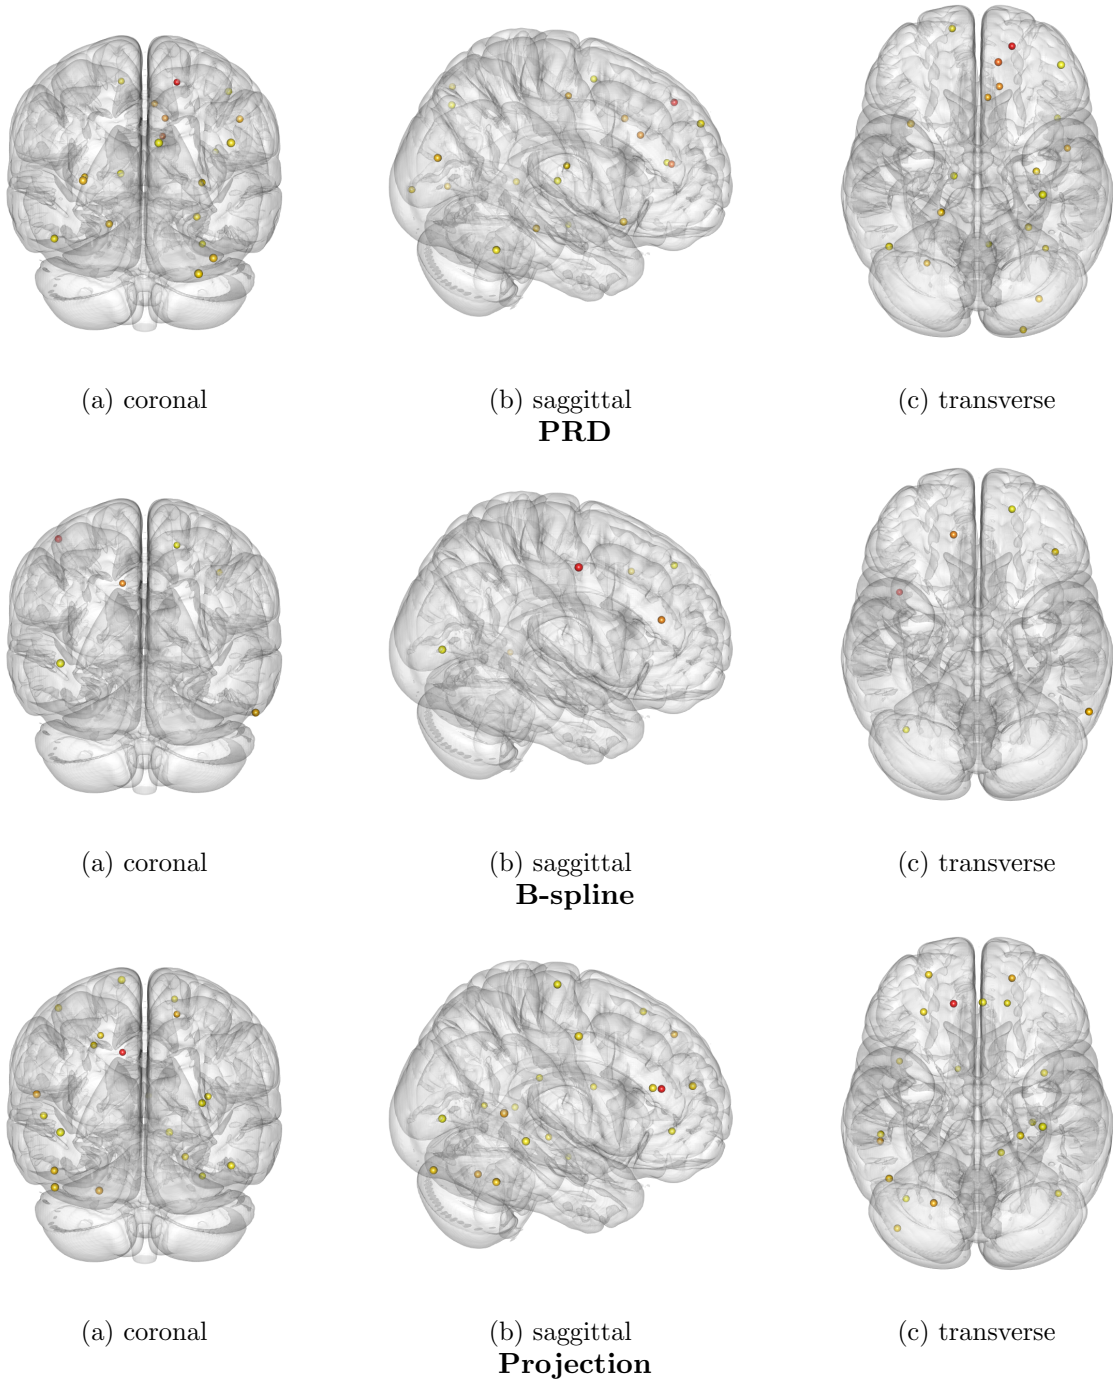 (a) coronal (b) saggittal (c) transverse
PRD
(a) coronal (b) saggittal (c) transverse
B-spline
(a) coronal (b) saggittal (c) transverse
Projection